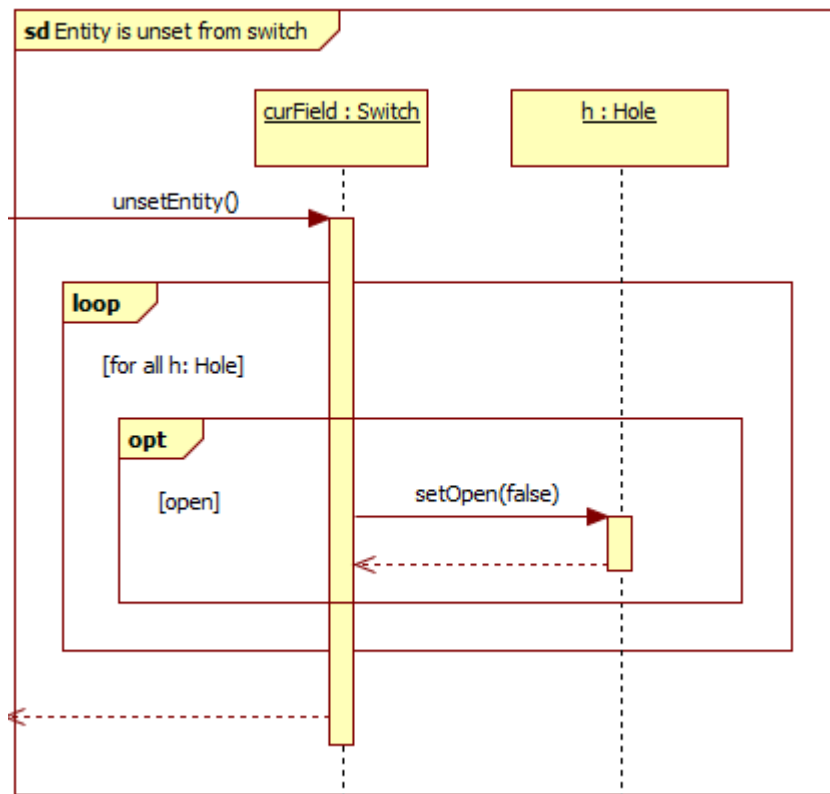 sd Entity is unset from switch
curField : Switch
h : Hole
unsetEntity()
loop
[for all h: Hole]
opt
[open]
setOpen(false)